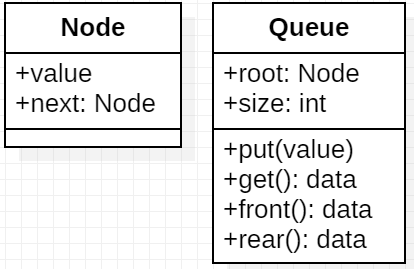 Node
+value
+next: Node
Queue
+root: Node
+size: int
+put(value)
+get(): data
+front(): data
+rear(): data